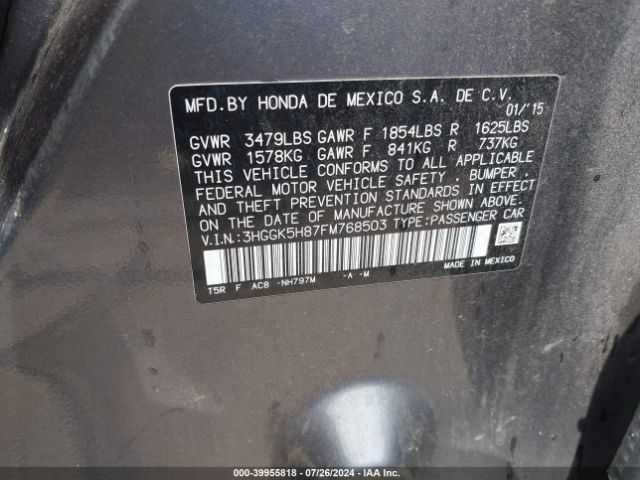 MFD.BY HONDA DE MEXICO S.A. DE C.V.
01/'15
GVWR 3479LBS GAWR F 1854LBS R 1625LBS
GVWR 1578KG GAWR F 841KG R 737KG
THIS VEHICLE CONFORMS TO ALL APPLICABLE
FEDERAL MOTOR VEHICLE SAFETY , BUMPER ,
AND THEFT PREVENTION STANDARDS IN EFFECT
ON THE DATE OF MANUFACTURE SHOWN ABOVE.
V.I.N.:3HGGK5H87FM768503 TYPE:PASSENGER CAR
T5R F AC8 -NH797M -A -M
MADE IN MEXICO
000-39955818 / 07/26/2024 / IAA Inc.